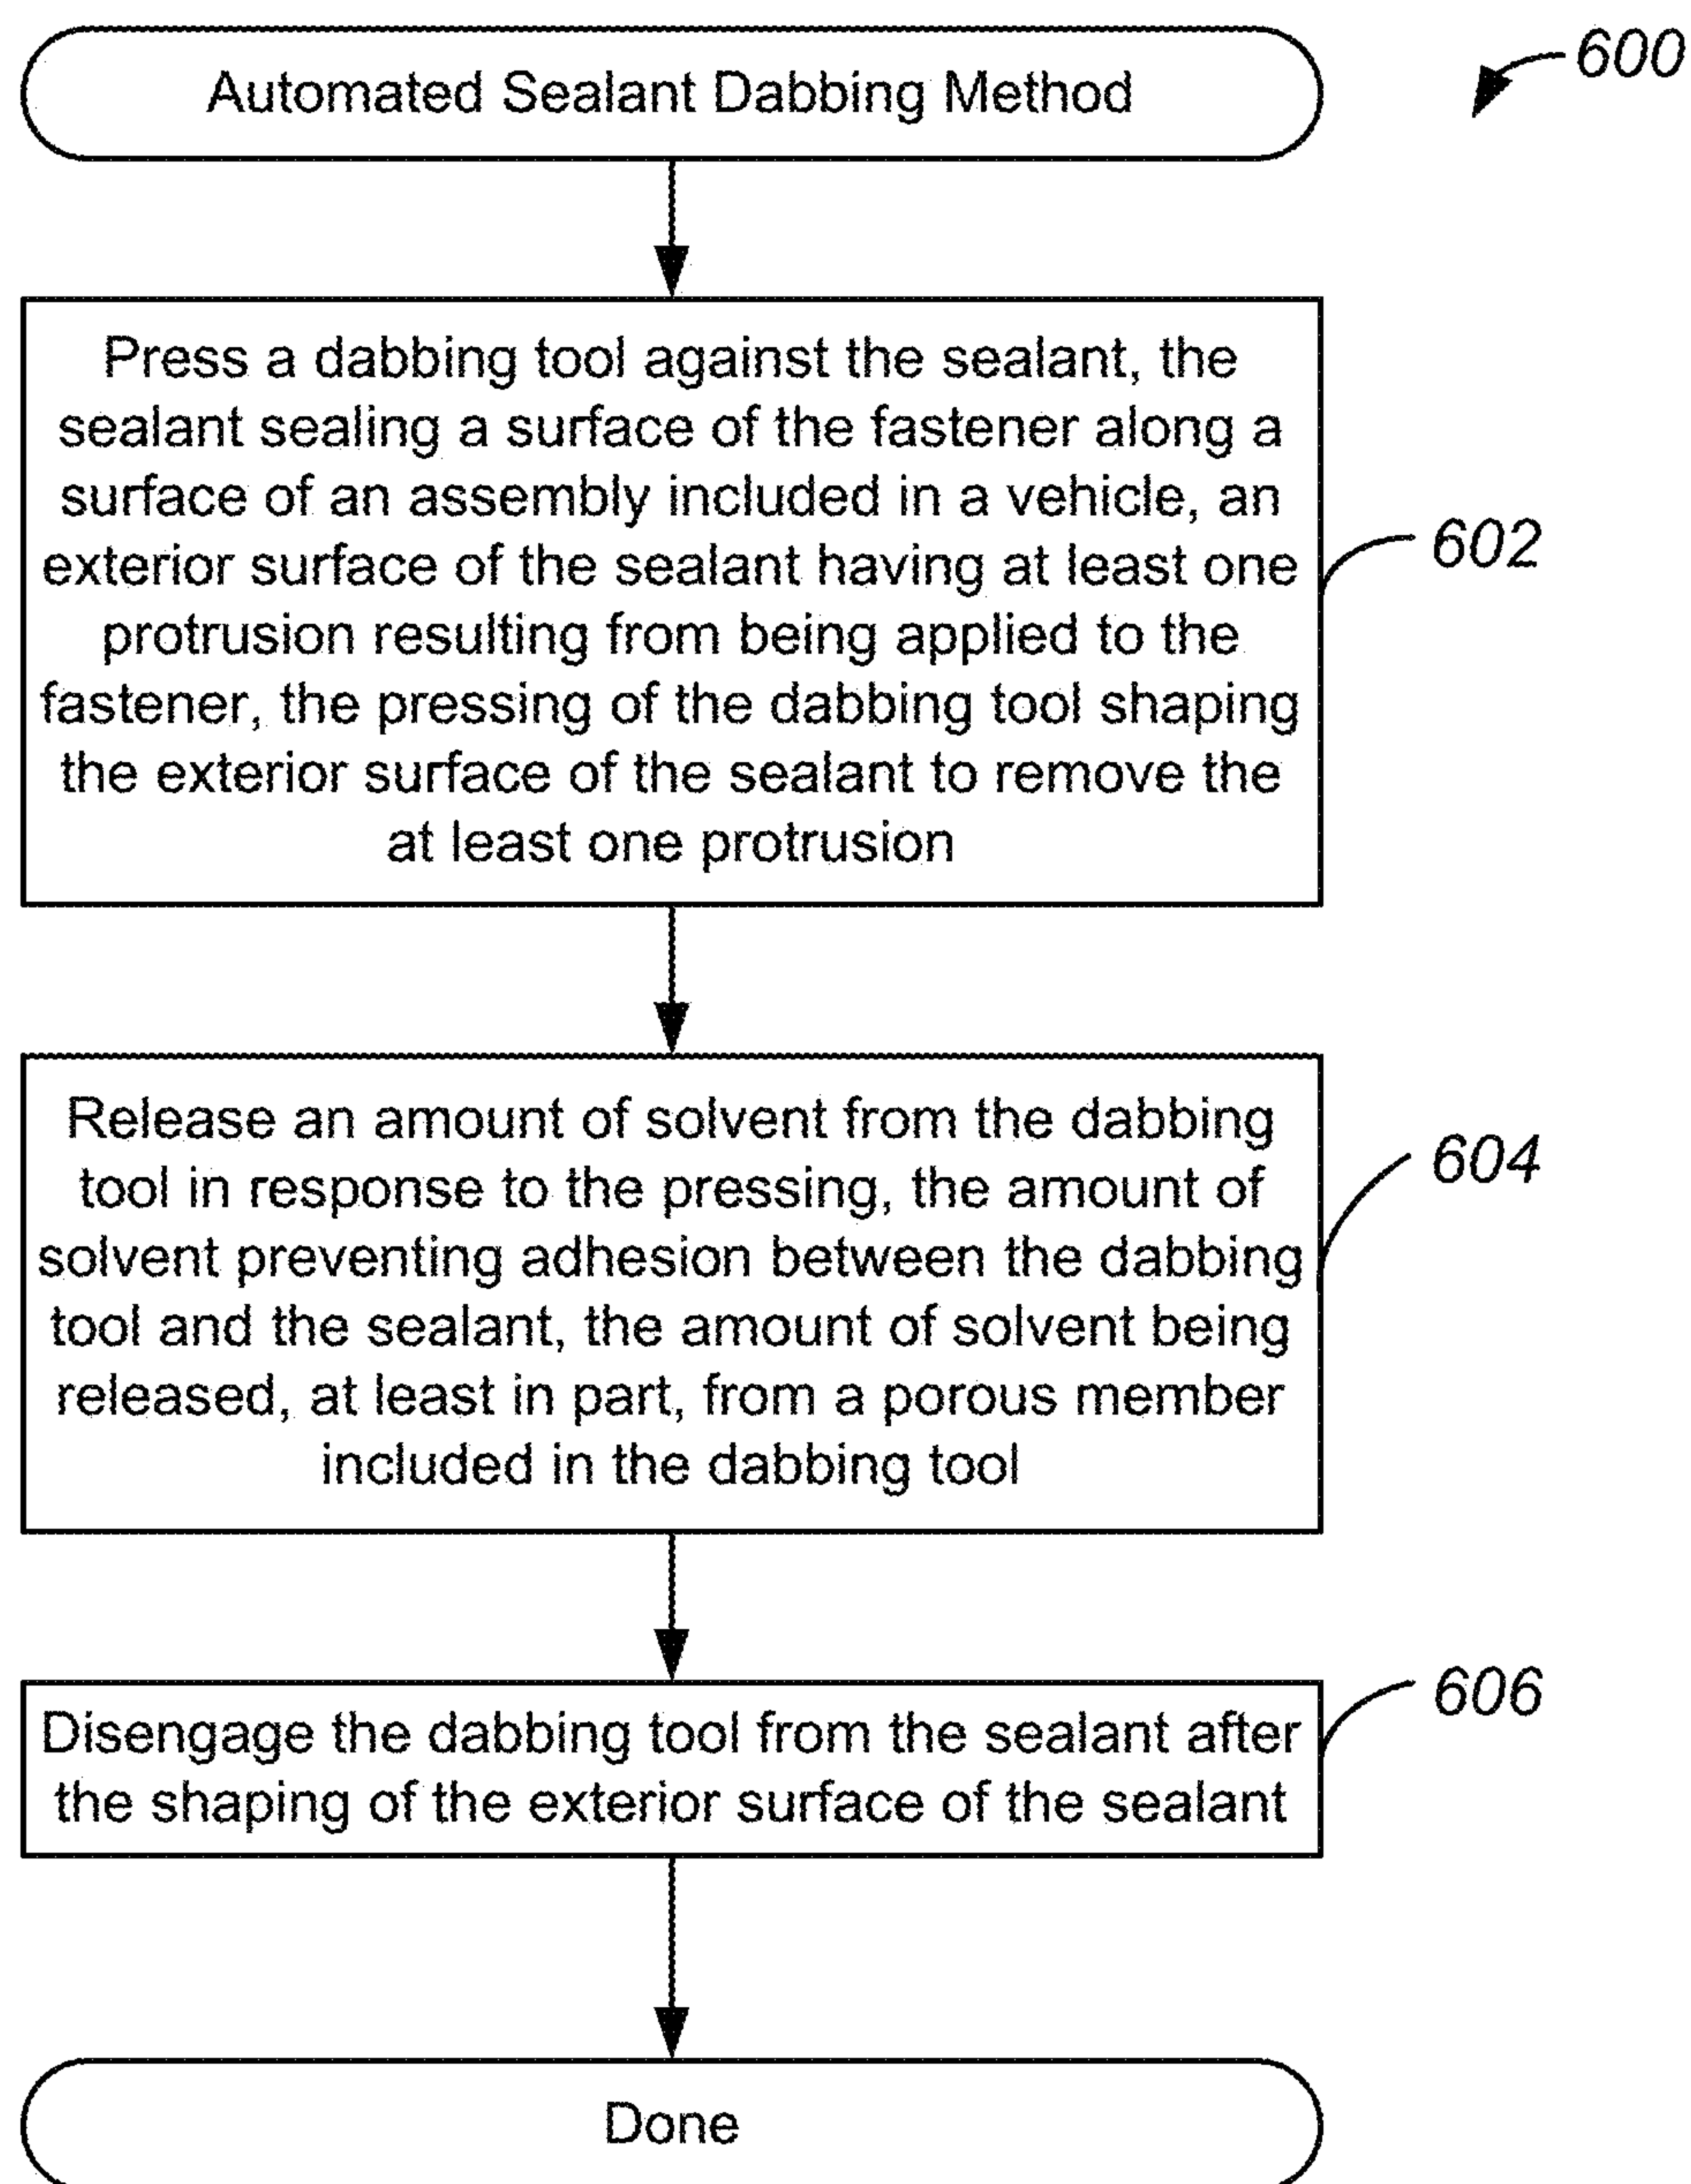 Automated Sealant Dabbing Method
600
Press a dabbing tool against the sealant, the
sealant sealing a surface of the fastener along a
surface of an assembly included in a vehicle, an
exterior surface of the sealant having at least one
protrusion resulting from being applied to the
fastener, the pressing of the dabbing tool shaping
the exterior surface of the sealant to remove the
at least one protrusion
602
Release an amount of solvent from the dabbing
tool in response to the pressing, the amount of
solvent preventing adhesion between the dabbing
tool and the sealant, the amount of solvent being
released, at least in part, from a porous member
included in the dabbing tool
604
Disengage the dabbing tool from the sealant after
the shaping of the exterior surface of the sealant
606
Done